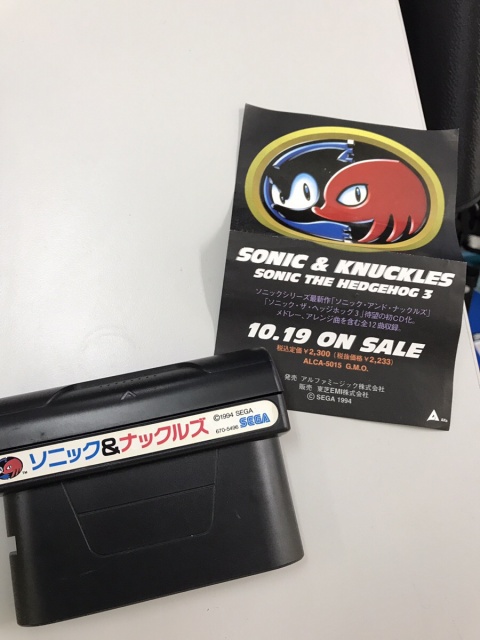 SONIC & KNUCKLES
SONIC THE HEDGEHOG 3
ソニックシリーズ最新作「ソニック・アンド・ナックルズ」
「ソニック・ザ・ヘッジホッグ3」待望の初CD化。
メドレー、アレンジ曲を含む全12曲収録。
10.19 ON SALE
税込定価¥2,300(税抜価格¥2,233)
ALCA-5015 G.M.O.
発売 アルファミュージック株式会社
販売 東芝EMI株式会社
©SEGA 1994
ソニック&ナックルズ
TM
©1994 SEGA
670-5496
SEGA